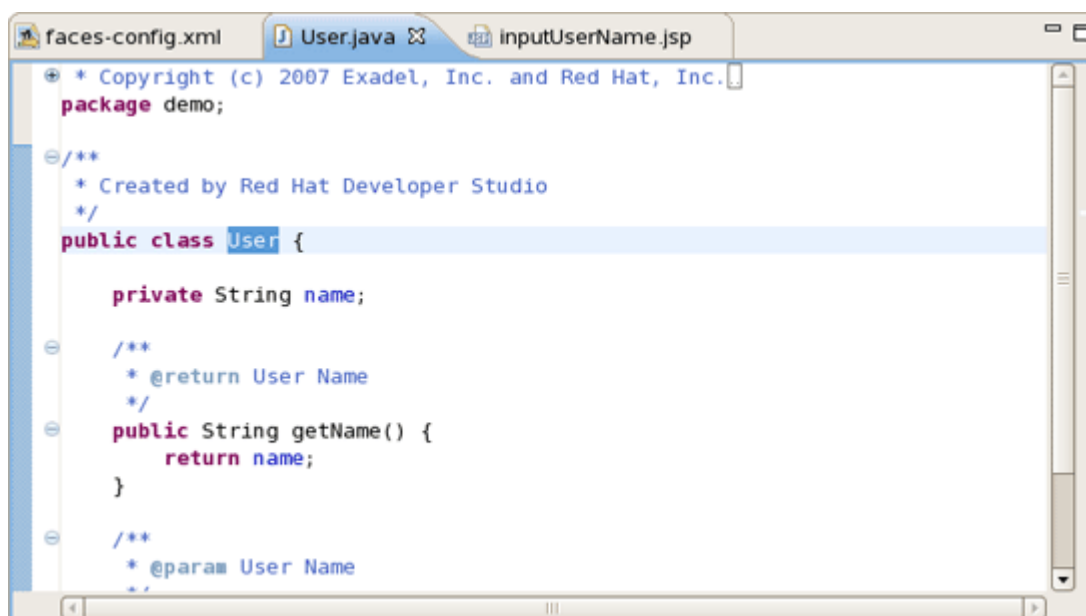 faces-config.xml User.java inputUserName.jsp
* Copyright (c) 2007 Exadel, Inc. and Red Hat, Inc.
package demo;
/**
* Created by Red Hat Developer Studio
*/
public class User {
private String name;
/**
* @return User Name
*/
public String getName() {
return name;
}
/**
* @param User Name
*/